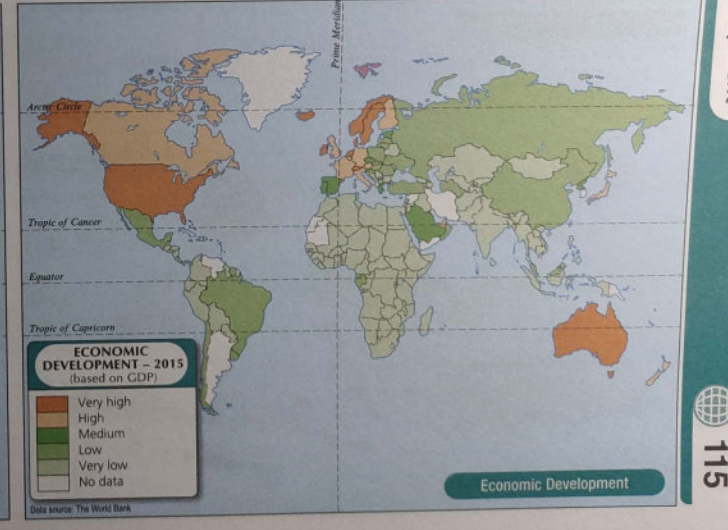 Prime Meridian
Arctic Circle
Tropic of Cancer
Equator
Tropic of Capricorn
ECONOMIC
DEVELOPMENT – 2015
(based on GDP)
Very high
High
Medium
Low
Very low
No data
Data source: The World Bank
Economic Development
115